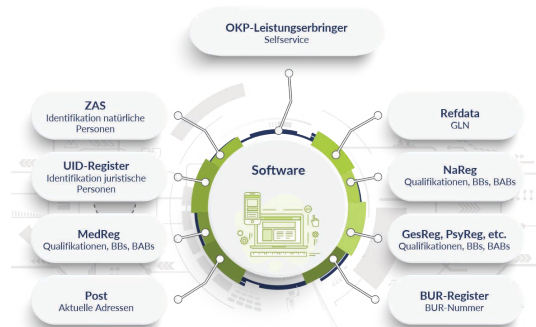 OKP-Leistungserbringer
Selfservice
ZAS
Identifikation natürliche
Personen
Refdata
GLN
UID-Register
Identifikation juristische
Personen
Software
NaReg
Qualifikationen, BBs, BABs
MedReg
Qualifikationen, BBs, BABs
GesReg, PsyReg, etc.
Qualifikationen, BBs, BABs
Post
Aktuelle Adressen
BUR-Register
BUR-Nummer